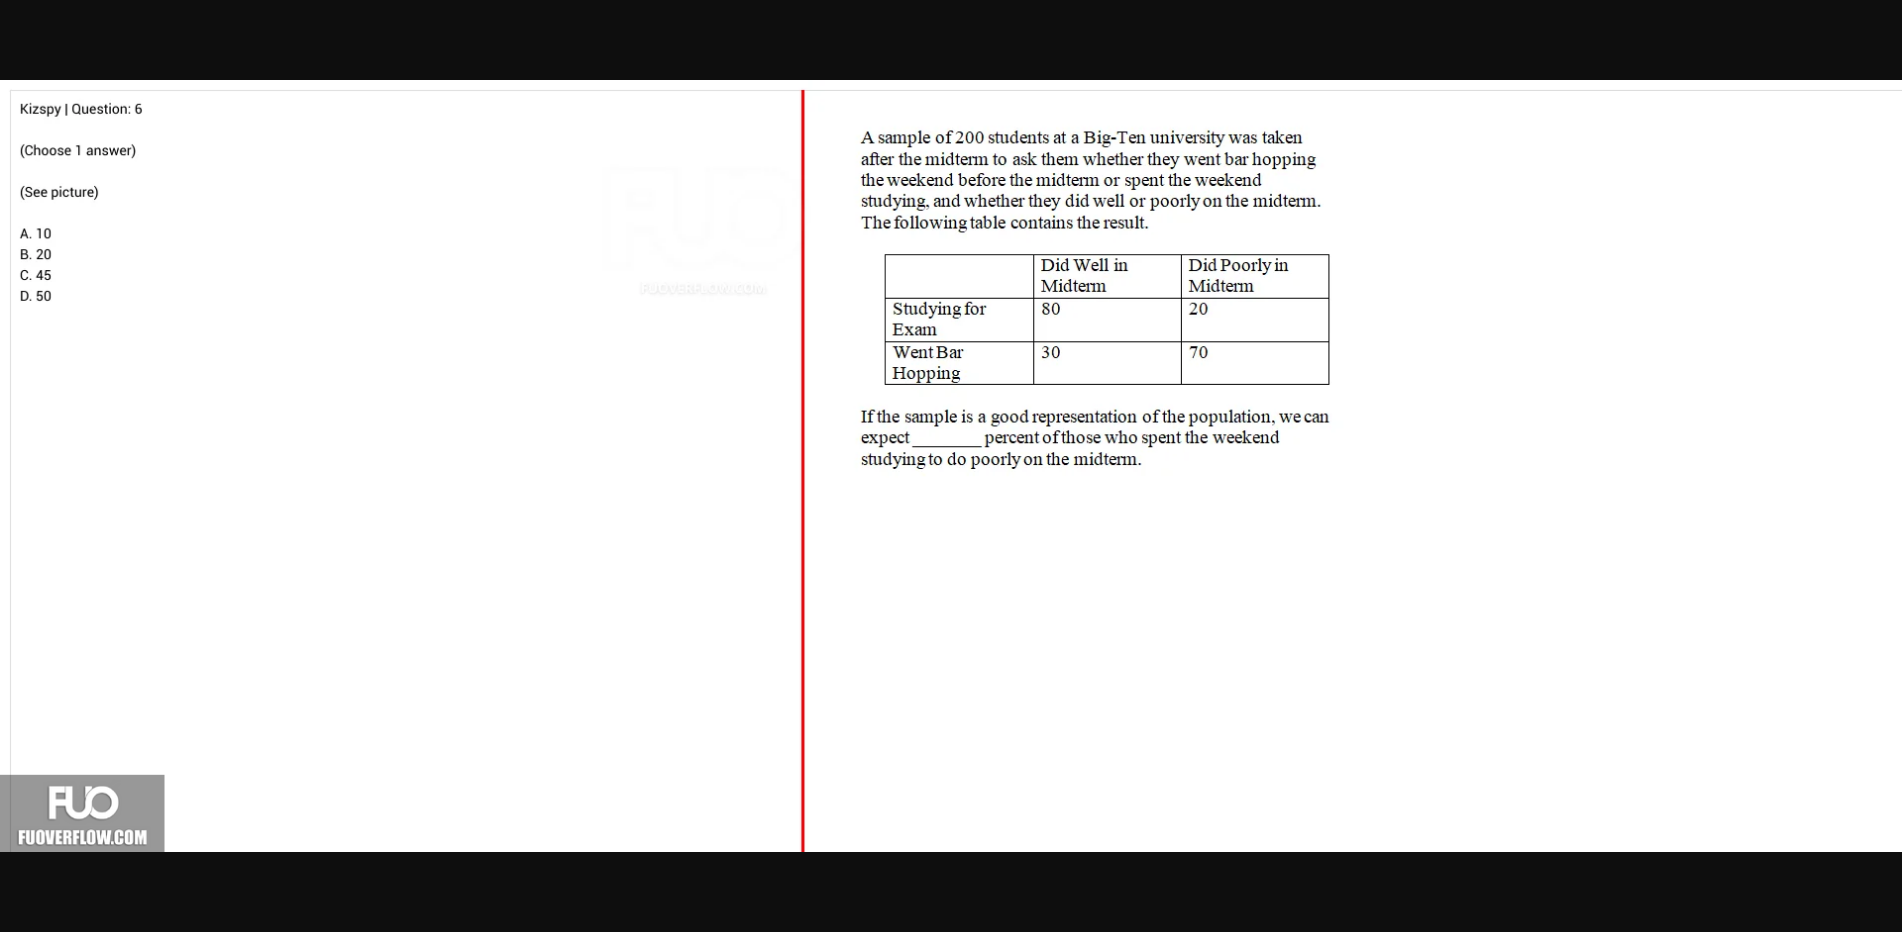 Kizspy | Question: 6
(Choose 1 answer)
(See picture)
A. 10
B. 20
C. 45
D. 50
FUO
FUOVERFLOW.COM
A sample of 200 students at a Big-Ten university was taken
after the midterm to ask them whether they went bar hopping
the weekend before the midterm or spent the weekend
studying, and whether they did well or poorly on the midterm.
The following table contains the result.
Did Well in Midterm
Did Poorly in Midterm
Studying for Exam
80
20
Went Bar Hopping
30
70
If the sample is a good representation of the population, we can
expect _______ percent of those who spent the weekend
studying to do poorly on the midterm.
FUO
FUOVERFLOW.COM